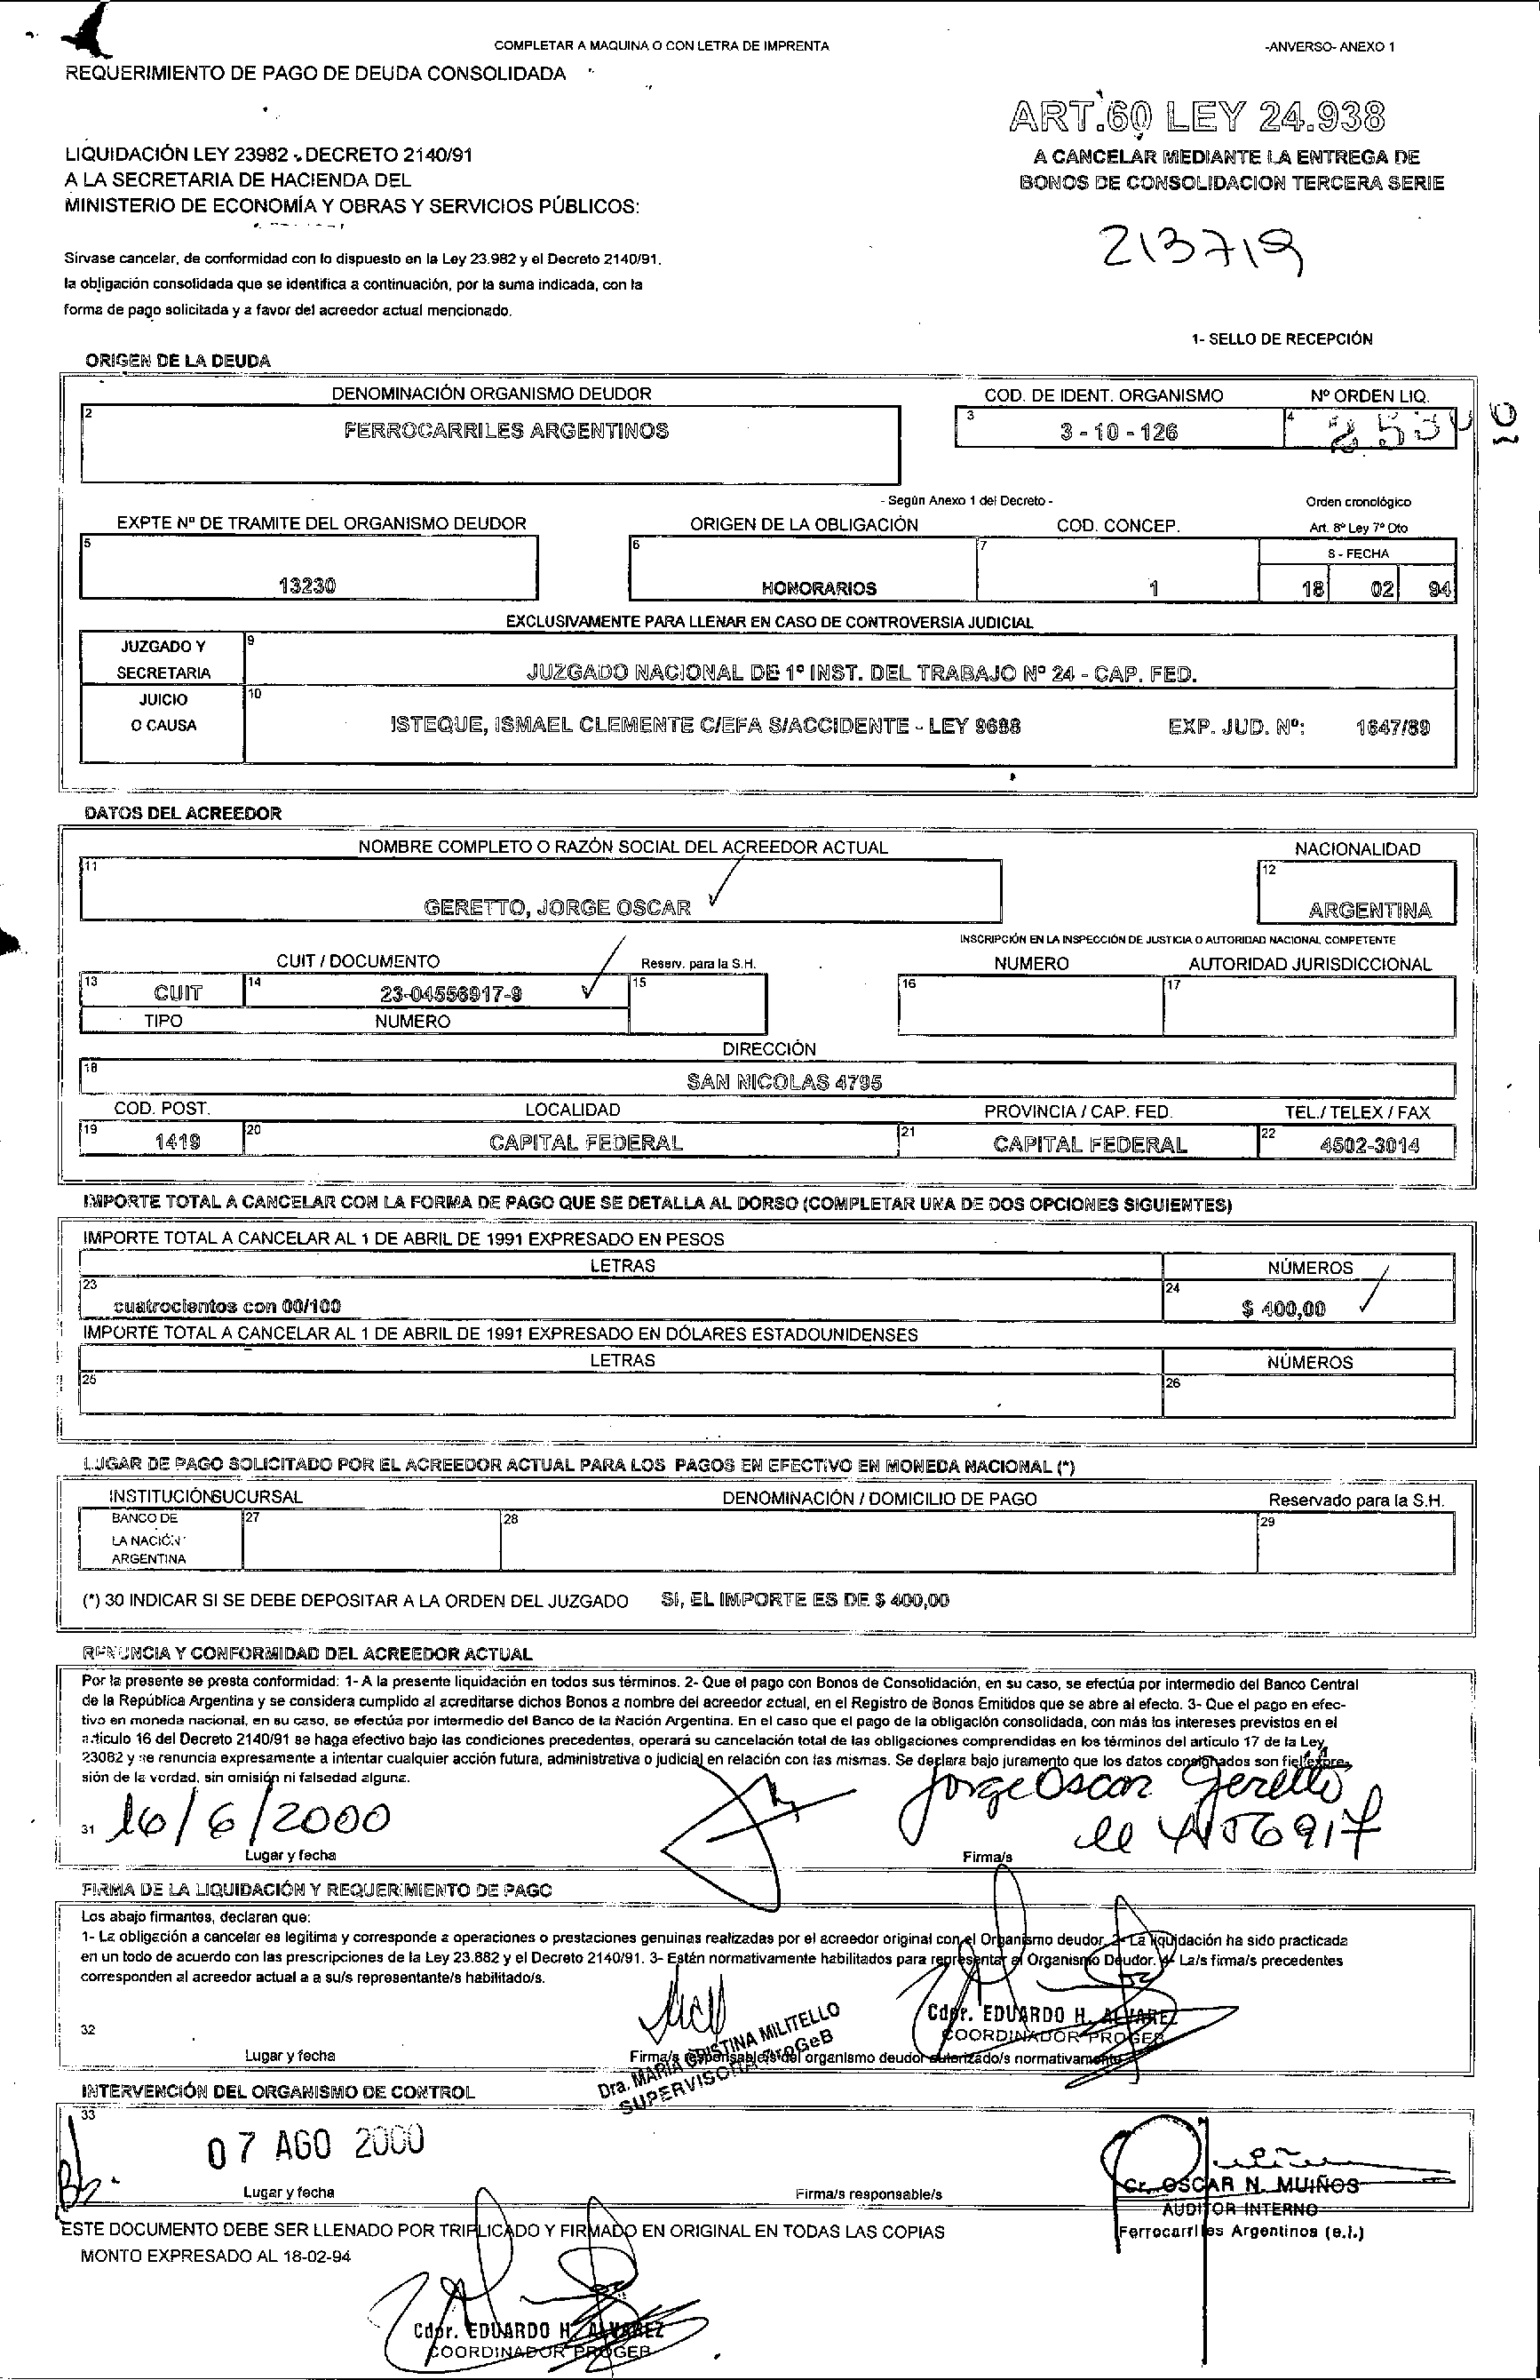 COMPLETAR A MAQUINA O CON LETRA DE IMPRENTA
-ANVERSO- ANEXO 1
REQUERIMIENTO DE PAGO DE DEUDA CONSOLIDADA
ART. 60 LEY 24.938
LIQUIDACIÓN LEY 23982 - DECRETO 2140/91
A CANCELAR MEDIANTE LA ENTREGA DE
A LA SECRETARIA DE HACIENDA DEL
BONOS DE CONSOLIDACION TERCERA SERIE
MINISTERIO DE ECONOMÍA Y OBRAS Y SERVICIOS PÚBLICOS:
213719
Sirvase cancelar, de conformidad con lo dispuesto en la Ley 23.982 y el Decreto 2140/91.
la obligación consolidada que se identifica a continuación, por la suma indicada, con la
forma de pago solicitada y a favor del acreedor actual mencionado.
1- SELLO DE RECEPCIÓN
ORIGEN DE LA DEUDA
DENOMINACIÓN ORGANISMO DEUDOR
COD. DE IDENT. ORGANISMO
Nº ORDEN LIQ.
2 FERROCARRILES ARGENTINOS
3 3 - 10 - 126
4
- Según Anexo 1 del Decreto -
Orden cronológico
EXPTE Nº DE TRAMITE DEL ORGANISMO DEUDOR
ORIGEN DE LA OBLIGACIÓN
COD. CONCEP.
Art. 8º Ley 7º Dto
5 13230
6 HONORARIOS
7 1
8 - FECHA
18 02 94
EXCLUSIVAMENTE PARA LLENAR EN CASO DE CONTROVERSIA JUDICIAL
JUZGADO Y SECRETARIA
9 JUZGADO NACIONAL DE 1º INST. DEL TRABAJO Nº 24 - CAP. FED.
JUICIO O CAUSA
10 ISTEQUE, ISMAEL CLEMENTE C/EFA S/ACCIDENTE - LEY 9688 EXP. JUD. Nº: 1647/89
DATOS DEL ACREEDOR
NOMBRE COMPLETO O RAZÓN SOCIAL DEL ACREEDOR ACTUAL
NACIONALIDAD
11 GERETTO, JORGE OSCAR
12 ARGENTINA
INSCRIPCIÓN EN LA INSPECCIÓN DE JUSTICIA O AUTORIDAD NACIONAL COMPETENTE
CUIT / DOCUMENTO
Reserv. para la S.H.
NUMERO
AUTORIDAD JURISDICCIONAL
13 CUIT
14 23-04556917-9
15
16
17
TIPO
NUMERO
DIRECCIÓN
18 SAN NICOLAS 4795
COD. POST.
LOCALIDAD
PROVINCIA / CAP. FED.
TEL./ TELEX / FAX
19 1419
20 CAPITAL FEDERAL
21 CAPITAL FEDERAL
22 4502-3014
IMPORTE TOTAL A CANCELAR CON LA FORMA DE PAGO QUE SE DETALLA AL DORSO (COMPLETAR UNA DE DOS OPCIONES SIGUIENTES)
IMPORTE TOTAL A CANCELAR AL 1 DE ABRIL DE 1991 EXPRESADO EN PESOS
LETRAS
NÚMEROS
23 cuatrocientos con 00/100
24 $ 400,00
IMPORTE TOTAL A CANCELAR AL 1 DE ABRIL DE 1991 EXPRESADO EN DÓLARES ESTADOUNIDENSES
LETRAS
NÚMEROS
25
26
LUGAR DE PAGO SOLICITADO POR EL ACREEDOR ACTUAL PARA LOS PAGOS EN EFECTIVO EN MONEDA NACIONAL (*)
INSTITUCIÓN SUCURSAL
DENOMINACIÓN / DOMICILIO DE PAGO
Reservado para la S.H.
BANCO DE
LA NACIÓN
ARGENTINA
27
28
29
(*) 30 INDICAR SI SE DEBE DEPOSITAR A LA ORDEN DEL JUZGADO SI, EL IMPORTE ES DE $ 400,00
RENUNCIA Y CONFORMIDAD DEL ACREEDOR ACTUAL
Por la presente se presta conformidad: 1- A la presente liquidación en todos sus términos. 2- Que el pago con Bonos de Consolidación, en su caso, se efectúa por intermedio del Banco Central
de la República Argentina y se considera cumplido al acreditarse dichos Bonos a nombre del acreedor actual, en el Registro de Bonos Emitidos que se abre al efecto. 3- Que el pago en efec-
tivo en moneda nacional, en su caso, se efectúa por intermedio del Banco de la Nación Argentina. En el caso que el pago de la obligación consolidada, con más los intereses previstos en el
artículo 16 del Decreto 2140/91 se haga efectivo bajo las condiciones precedentes, operará su cancelación total de las obligaciones comprendidas en los términos del articulo 17 de la Ley
23082 y se renuncia expresamente a intentar cualquier acción futura, administrativa o judicial en relación con las mismas. Se declara bajo juramento que los datos consignados son fiel expre-
sión de la verdad, sin omisión ni falsedad alguna.
31 16/6/2000
Jorge Oscar Geretto
Lugar y fecha
Firma/s
FIRMA DE LA LIQUIDACIÓN Y REQUERIMIENTO DE PAGO
Los abajo firmantes, declaran que:
1- La obligación a cancelar es legitima y corresponde a operaciones o prestaciones genuinas realizadas por el acreedor original con el Organismo deudor. 2- La liquidación ha sido practicada
en un todo de acuerdo con las prescripciones de la Ley 23.882 y el Decreto 2140/91. 3- Están normativamente habilitados para representar al Organismo Deudor. 4- La/s firma/s precedentes
corresponden al acreedor actual a a su/s representante/s habilitado/s.
Cdpr. EDUARDO H. ALVAREZ
COORDINADOR PROGEB
32
Lugar y fecha
Firma/s responsable/s del organismo deudor autorizado/s normativamente
Dra. MARIA CRISTINA MILITELLO
SUPERVISORA ProGeB
INTERVENCIÓN DEL ORGANISMO DE CONTROL
33
07 AGO 2000
Lugar y fecha
Firma/s responsable/s
Cr. OSCAR N. MUIÑOS
AUDITOR INTERNO
Ferrocarriles Argentinos (e.l.)
ESTE DOCUMENTO DEBE SER LLENADO POR TRIPLICADO Y FIRMADO EN ORIGINAL EN TODAS LAS COPIAS
MONTO EXPRESADO AL 18-02-94
Cdpr. EDUARDO H. ALVAREZ
COORDINADOR PROGEB